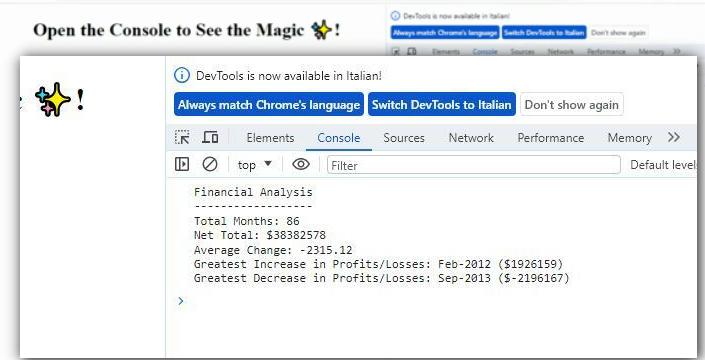 Open the Console to See the Magic ✨!
DevTools is now available in Italian!
Always match Chrome's language Switch DevTools to Italian Don't show again
Elements Console Sources Network Performance Memory
✨!
DevTools is now available in Italian!
Always match Chrome's language Switch DevTools to Italian Don't show again
Elements Console Sources Network Performance Memory
top Filter Default level
Financial Analysis
------------------
Total Months: 86
Net Total: $38382578
Average Change: -2315.12
Greatest Increase in Profits/Losses: Feb-2012 ($1926159)
Greatest Decrease in Profits/Losses: Sep-2013 ($-2196167)